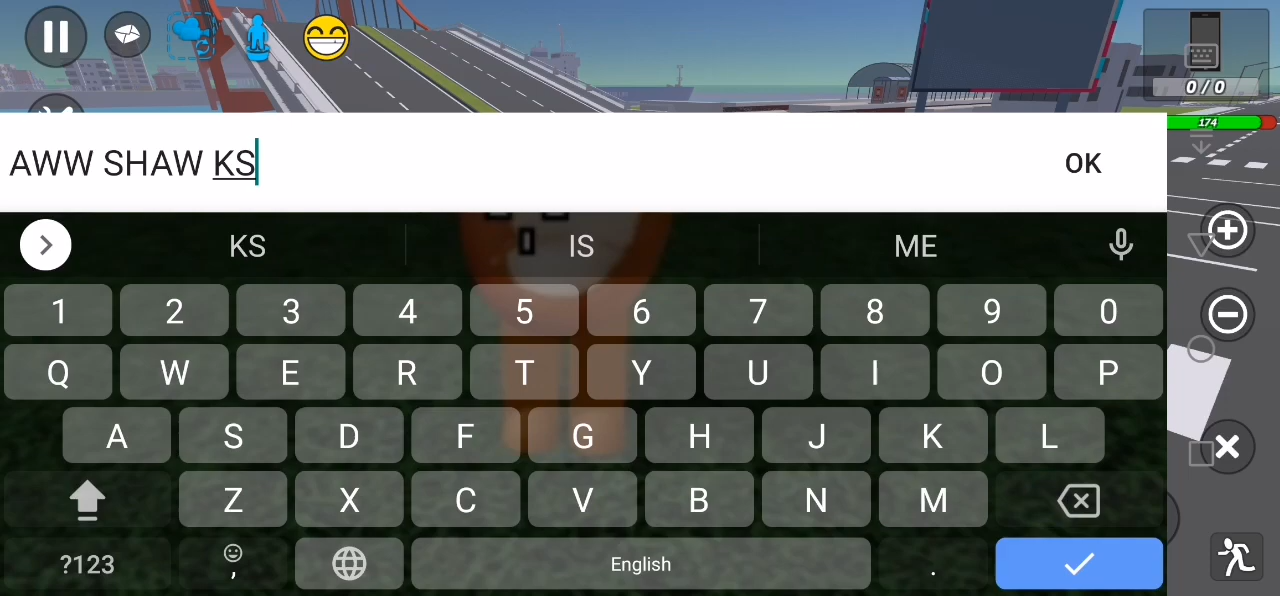 0/0
174
AWW SHAW KS
OK
KS IS ME
1 2 3 4 5 6 7 8 9 0
Q W E R T Y U I O P
A S D F G H J K L
Z X C V B N M
?123 , English .